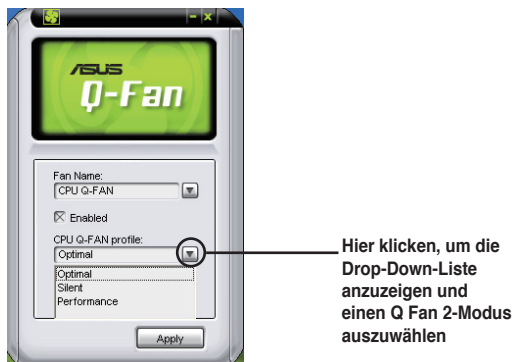 ASUS
Q-Fan
Fan Name:
CPU Q-FAN
Enabled
CPU Q-FAN profile:
Optimal
Optimal
Silent
Performance
Apply
Hier klicken, um die
Drop-Down-Liste
anzuzeigen und
einen Q Fan 2-Modus
auszuwählen